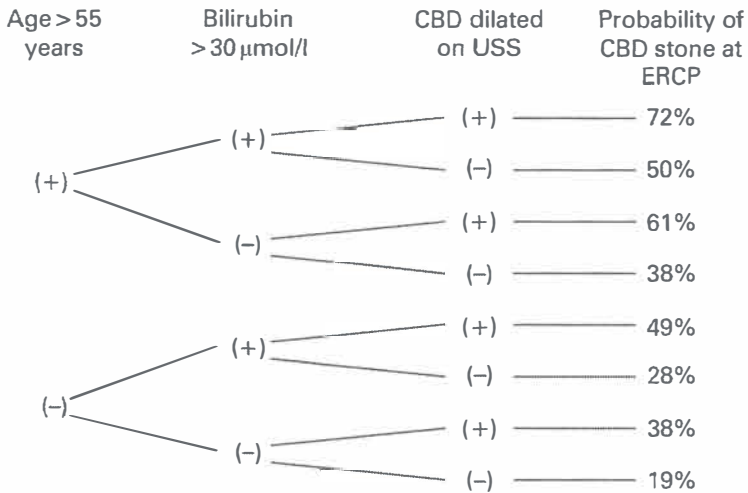 Age > 55
years
Bilirubin
> 30 µmol/l
CBD dilated
on USS
Probability of
CBD stone at
ERCP
(+)
(+)
(+)
72%
(–)
50%
(–)
(+)
61%
(–)
38%
(–)
(+)
(+)
49%
(–)
28%
(–)
(+)
38%
(–)
19%